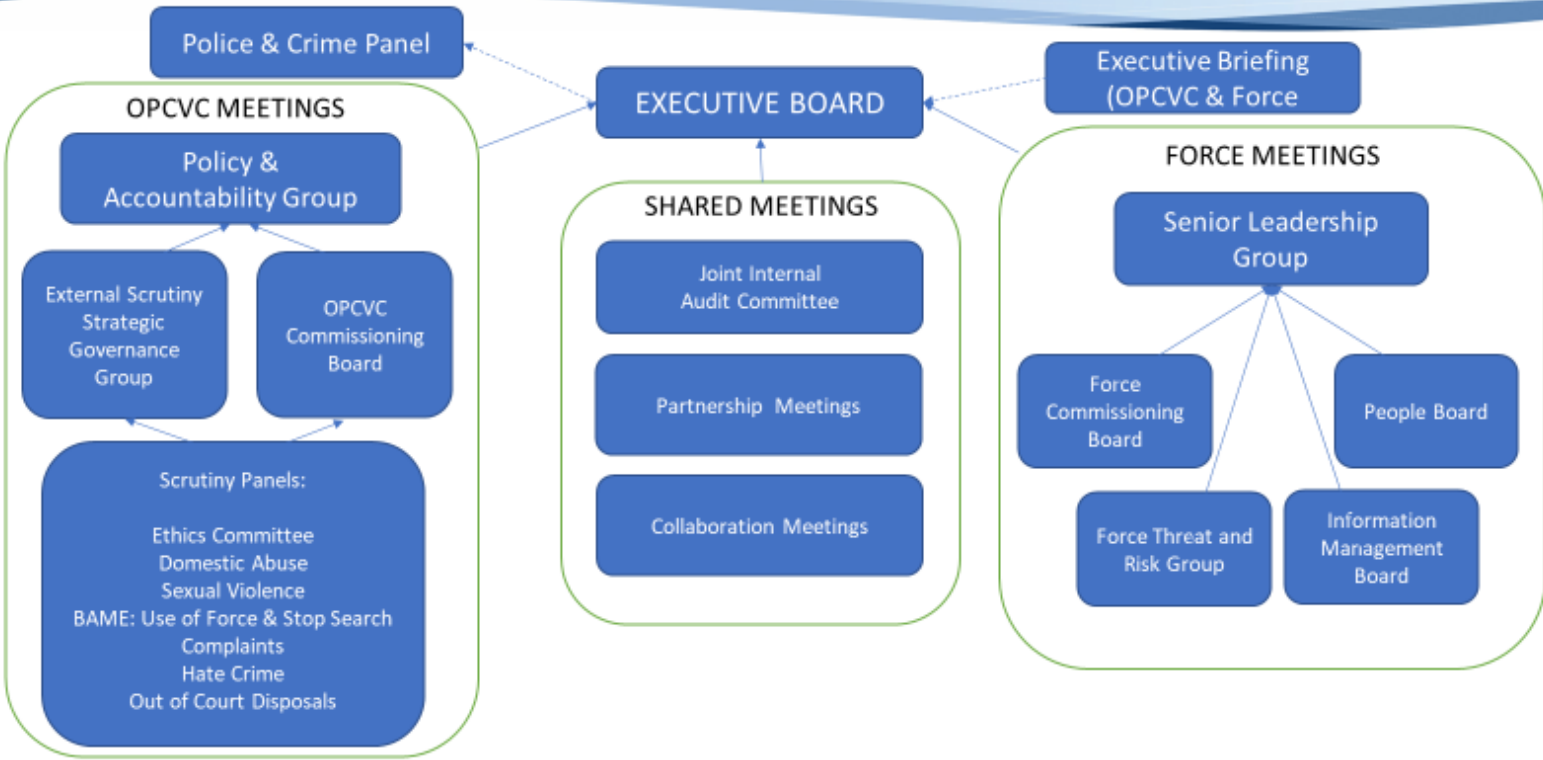 Police & Crime Panel
EXECUTIVE BOARD
Executive Briefing
(OPCVC & Force
OPCVC MEETINGS
Policy &
Accountability Group
External Scrutiny
Strategic
Governance
Group
OPCVC
Commissioning
Board
Scrutiny Panels:
Ethics Committee
Domestic Abuse
Sexual Violence
BAME: Use of Force & Stop Search
Complaints
Hate Crime
Out of Court Disposals
SHARED MEETINGS
Joint Internal
Audit Committee
Partnership Meetings
Collaboration Meetings
FORCE MEETINGS
Senior Leadership
Group
Force
Commissioning
Board
People Board
Force Threat and
Risk Group
Information
Management
Board